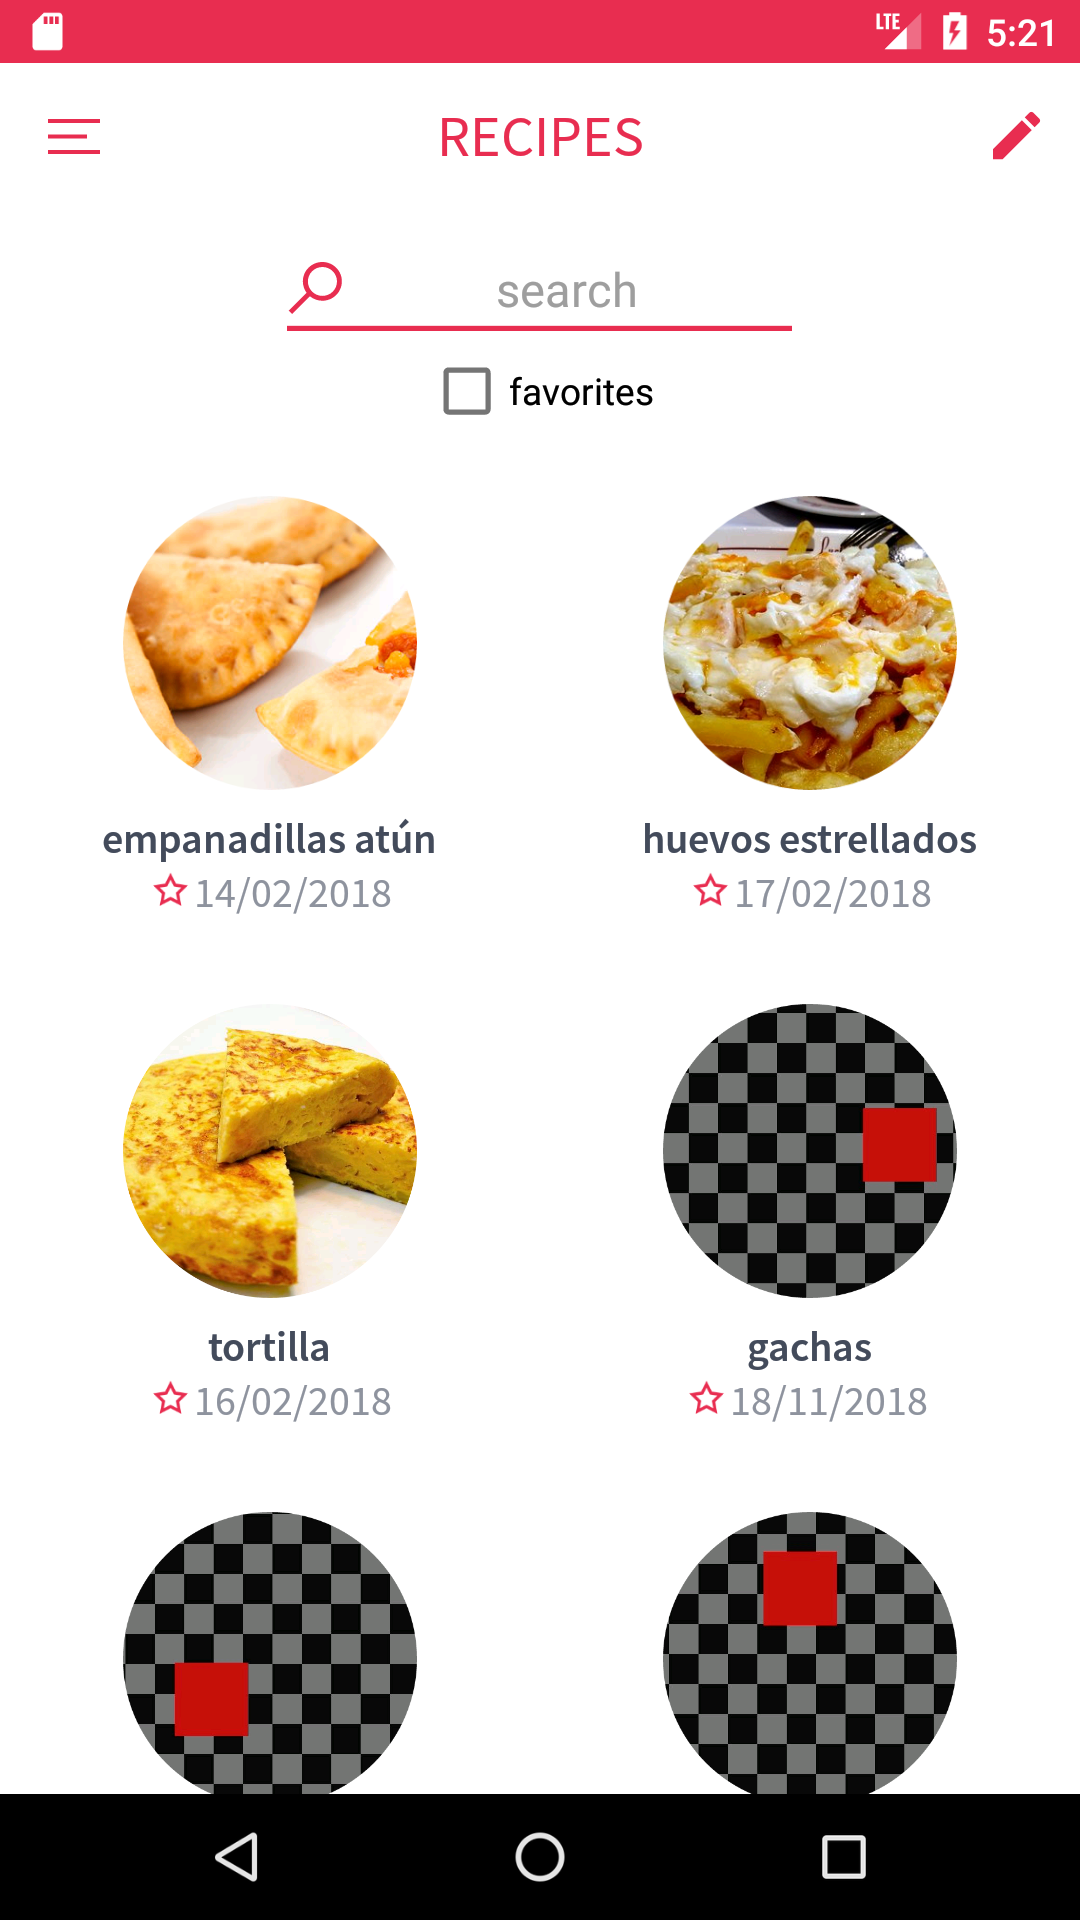 LTE 5:21
RECIPES
search
favorites
empanadillas atún
14/02/2018
huevos estrellados
17/02/2018
tortilla
16/02/2018
gachas
18/11/2018